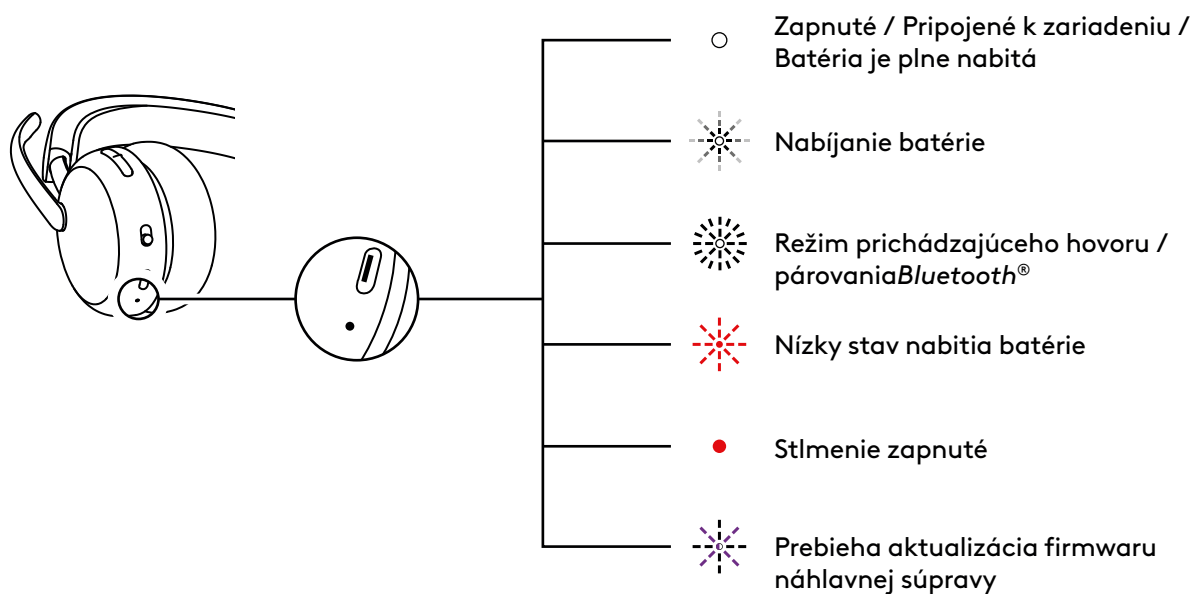 Zapnuté / Pripojené k zariadeniu /
Batéria je plne nabitá
Nabíjanie batérie
Režim prichádzajúceho hovoru /
párovaniaBluetooth®
Nízky stav nabitia batérie
Stlmenie zapnuté
Prebieha aktualizácia firmwaru
náhlavnej súpravy